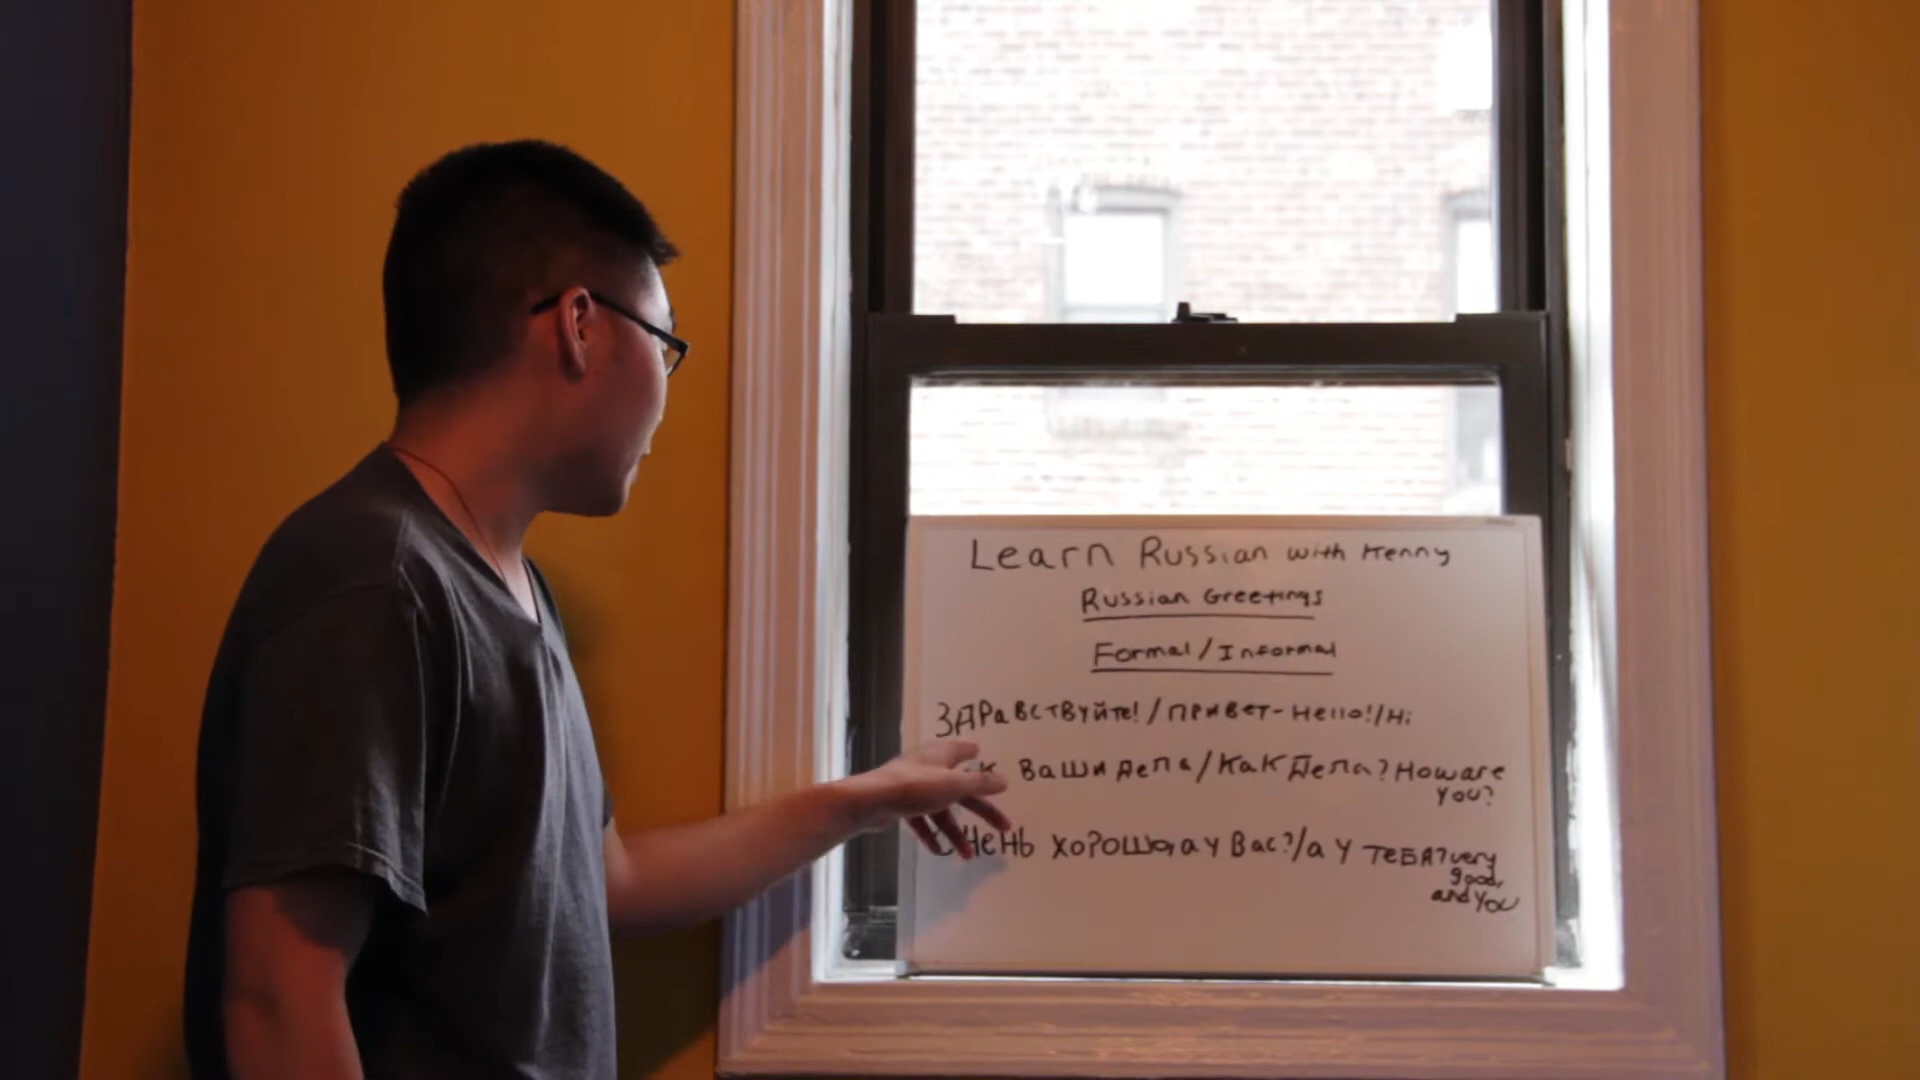 Learn Russian with Kenny
Russian Greetings
Formal/Informal
Здравствуйте!/привет-Hello!/Hi
ваши дела/Как дела? How are
you?
Очень хорошо, а у вас?/а у тебя? very
good,
and you